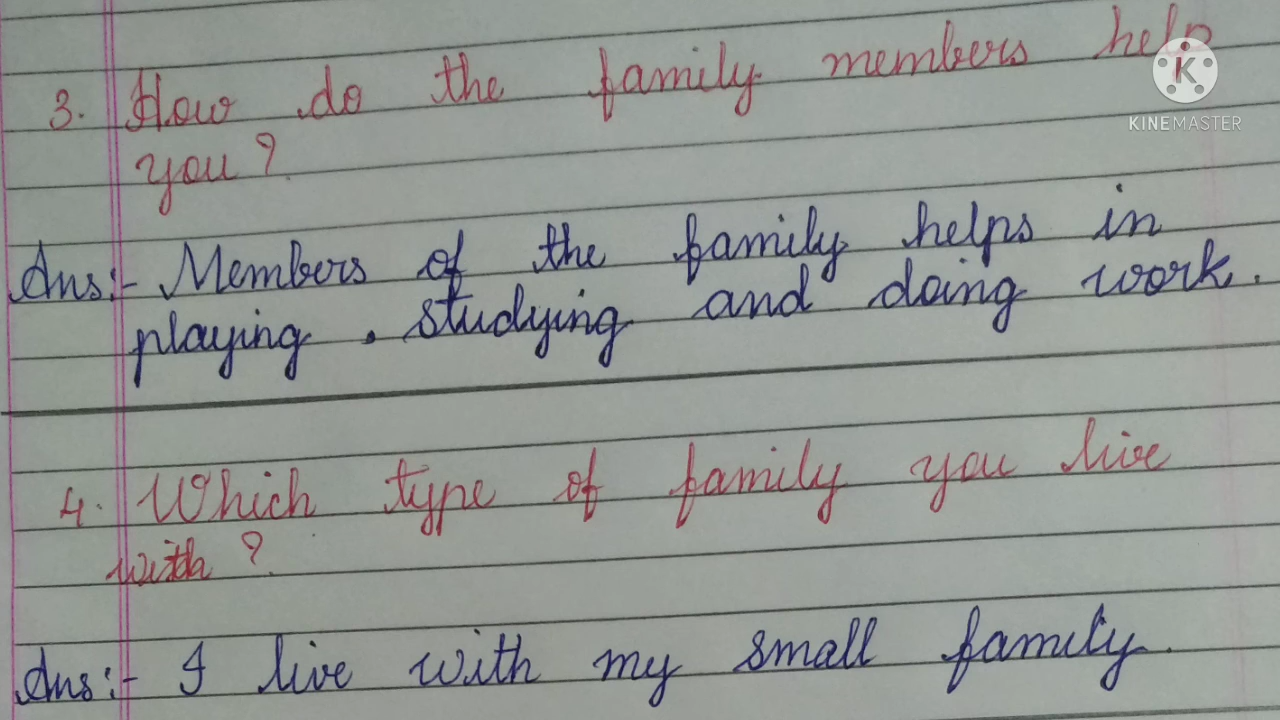 3. How do the family members help
you?
Ans:- Members of the family helps in
playing, studying and doing work.
4. Which type of family you live
with?
Ans:- I live with my small family.
K
KINEMASTER